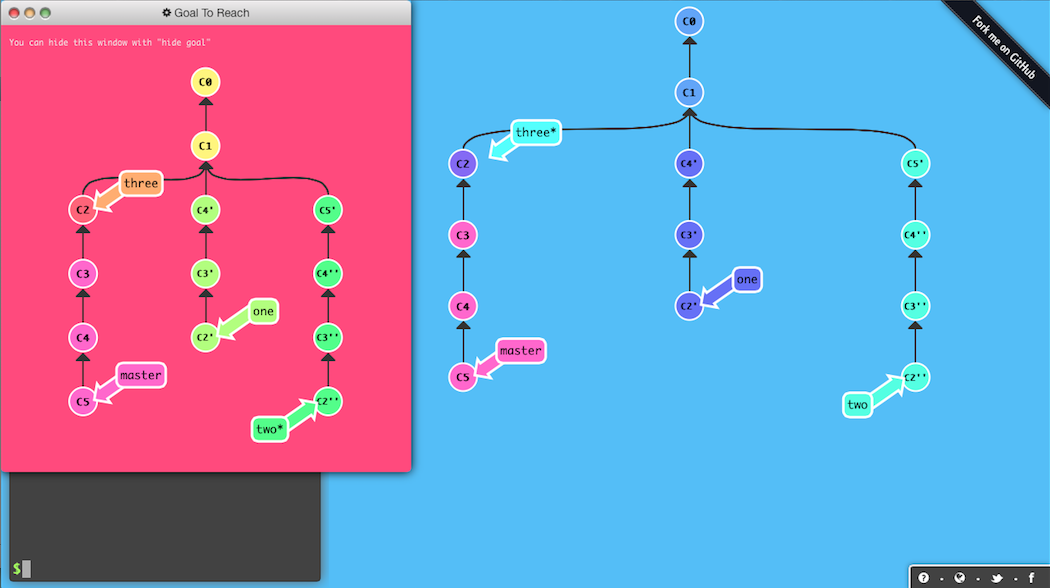 Goal To Reach
You can hide this window with "hide goal"
C0
C1
three
C2
C4'
C5'
C3
C3'
C4''
one
C4
C2'
C3''
master
C5
C2''
two*
$
C0
C1
three*
C2
C4'
C5'
C3
C3'
C4''
one
C4
C2'
C3''
master
C5
C2''
two
Fork me on GitHub